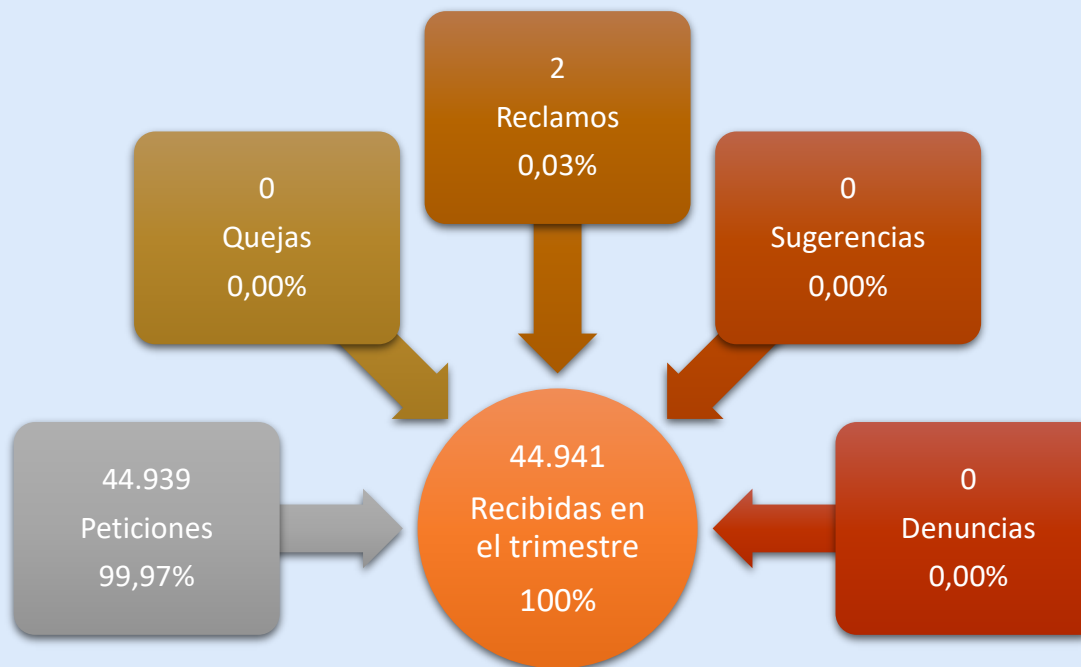 2
Reclamos
0,03%
0
Quejas
0,00%
0
Sugerencias
0,00%
44.939
Peticiones
99,97%
44.941
Recibidas en
el trimestre
100%
0
Denuncias
0,00%